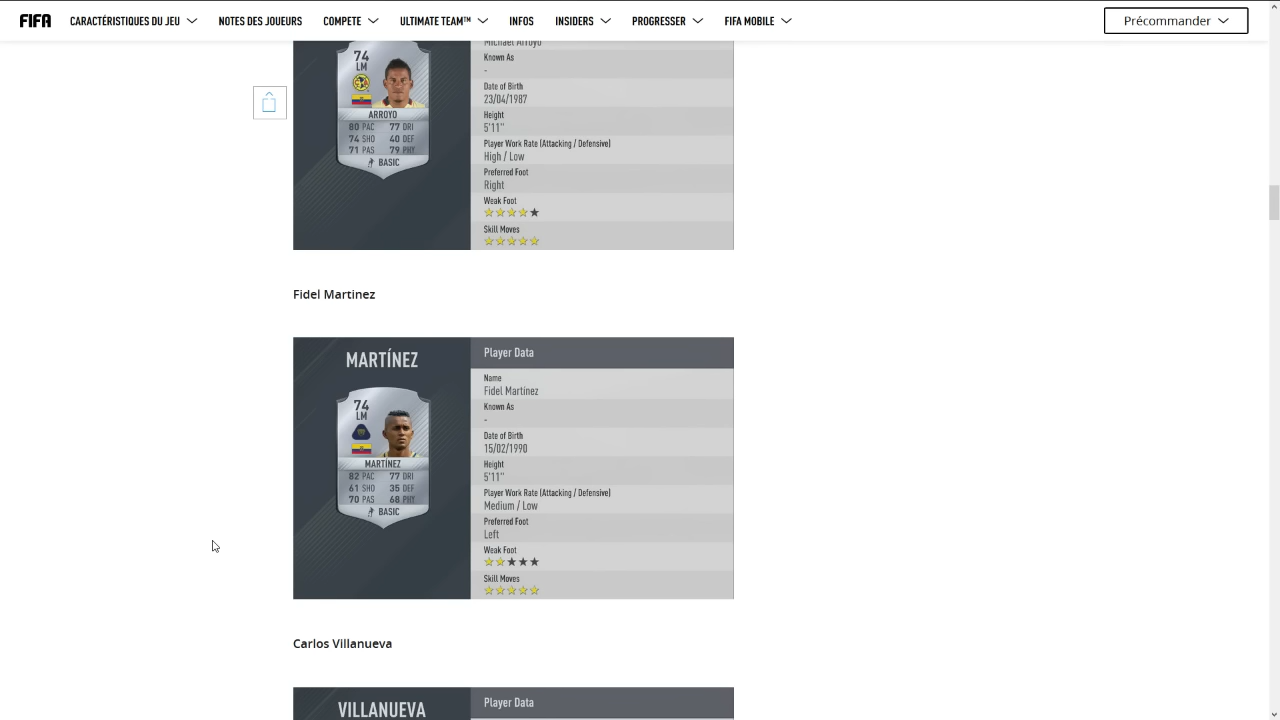 FIFA CARACTÉRISTIQUES DU JEU NOTES DES JOUEURS COMPETE ULTIMATE TEAM™ INFOS INSIDERS PROGRESSER FIFA MOBILE Précommander
74
LM
ARROYO
80 PAC 77 DRI
74 SHO 40 DEF
71 PAS 79 PHY
BASIC
Michael Arroyo
Known As
-
Date of Birth
23/04/1987
Height
5'11"
Player Work Rate (Attacking / Defensive)
High / Low
Preferred Foot
Right
Weak Foot
Skill Moves
Fidel Martinez
MARTÍNEZ
74
LM
MARTÍNEZ
82 PAC 77 DRI
61 SHO 35 DEF
70 PAS 68 PHY
BASIC
Player Data
Name
Fidel Martínez
Known As
-
Date of Birth
15/02/1990
Height
5'11"
Player Work Rate (Attacking / Defensive)
Medium / Low
Preferred Foot
Left
Weak Foot
Skill Moves
Carlos Villanueva
VILLANUEVA
Player Data